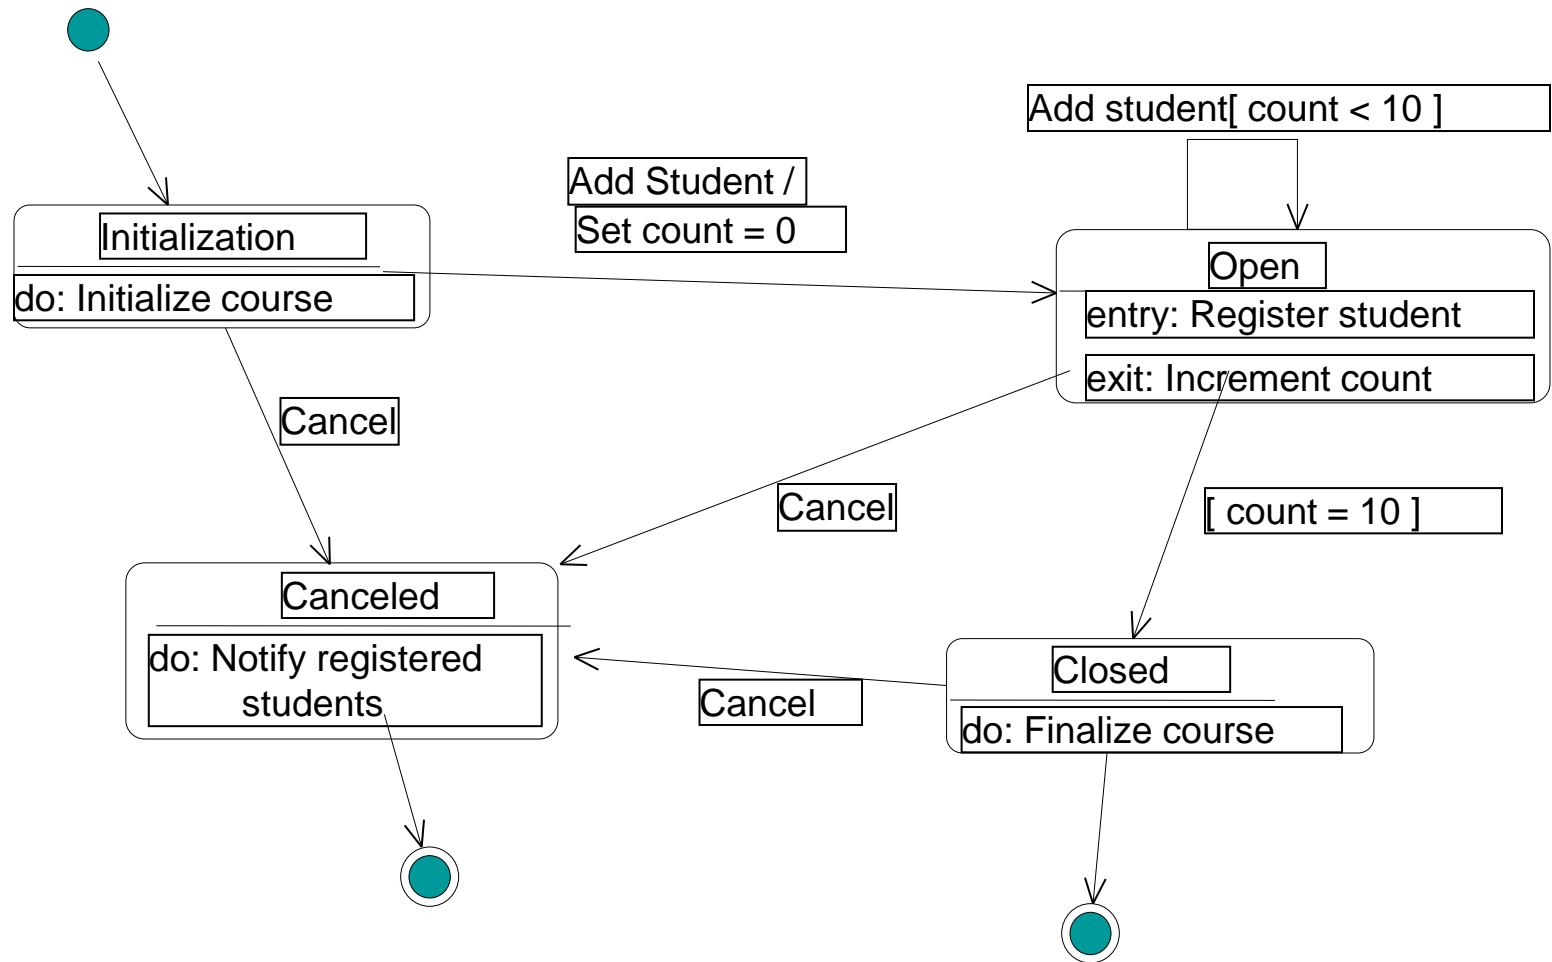 Add student[ count < 10 ]
Add Student /
Set count = 0
Initialization
do: Initialize course
Open
entry: Register student
exit: Increment count
Cancel
Cancel
[ count = 10 ]
Canceled
do: Notify registered
students
Cancel
Closed
do: Finalize course